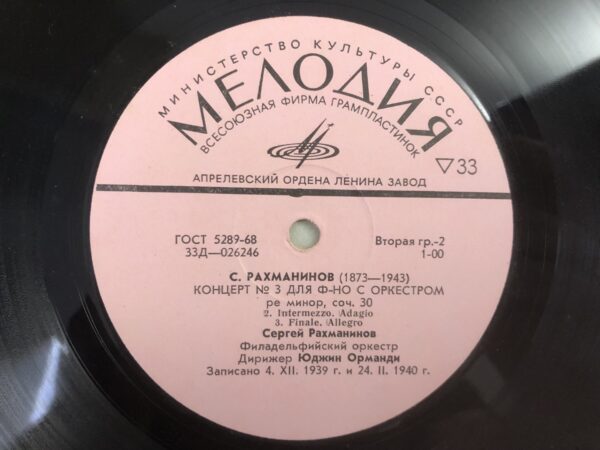 МИНИСТЕРСТВО КУЛЬТУРЫ СССР
МЕЛОДИЯ
ВСЕСОЮЗНАЯ ФИРМА ГРАМПЛАСТИНОК
▽33
АПРЕЛЕВСКИЙ ОРДЕНА ЛЕНИНА ЗАВОД
ГОСТ 5289-68 Вторая гр.-2
33Д—026246 1-00
С. РАХМАНИНОВ (1873—1943)
КОНЦЕРТ № 3 ДЛЯ Ф-НО С ОРКЕСТРОМ
ре минор, соч. 30
2. Intermezzo. Adagio
3. Finale. Allegro
Сергей Рахманинов
Филадельфийский оркестр
Дирижер Юджин Орманди
Записано 4. XII. 1939 г. и 24. II. 1940 г.